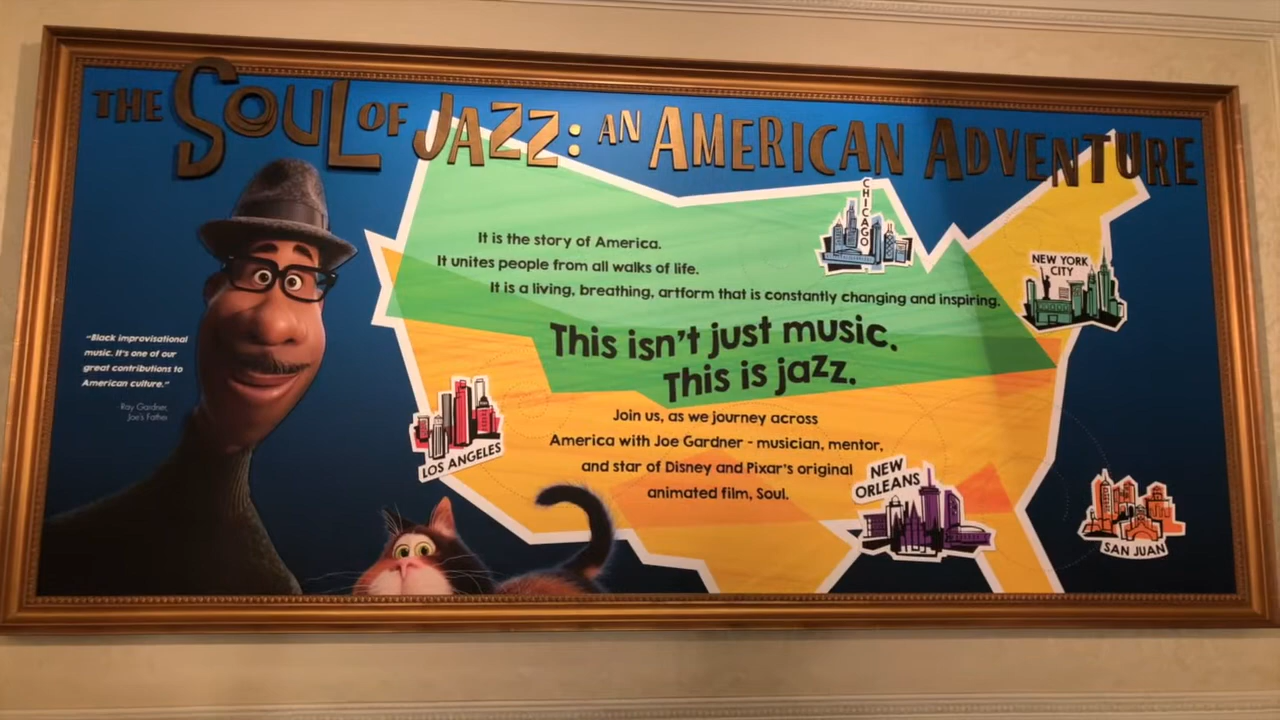 THE SOUL OF JAZZ: AN AMERICAN ADVENTURE
It is the story of America.
It unites people from all walks of life.
It is a living, breathing, artform that is constantly changing and inspiring.
This isn't just music.
This is jazz.
Join us, as we journey across
America with Joe Gardner - musician, mentor,
and star of Disney and Pixar's original
animated film, Soul.
"Black improvisational
music. It's one of our
great contributions to
American culture."
Ray Gardner,
Joe's Father
CHICAGO
NEW YORK
CITY
LOS ANGELES
NEW
ORLEANS
SAN JUAN